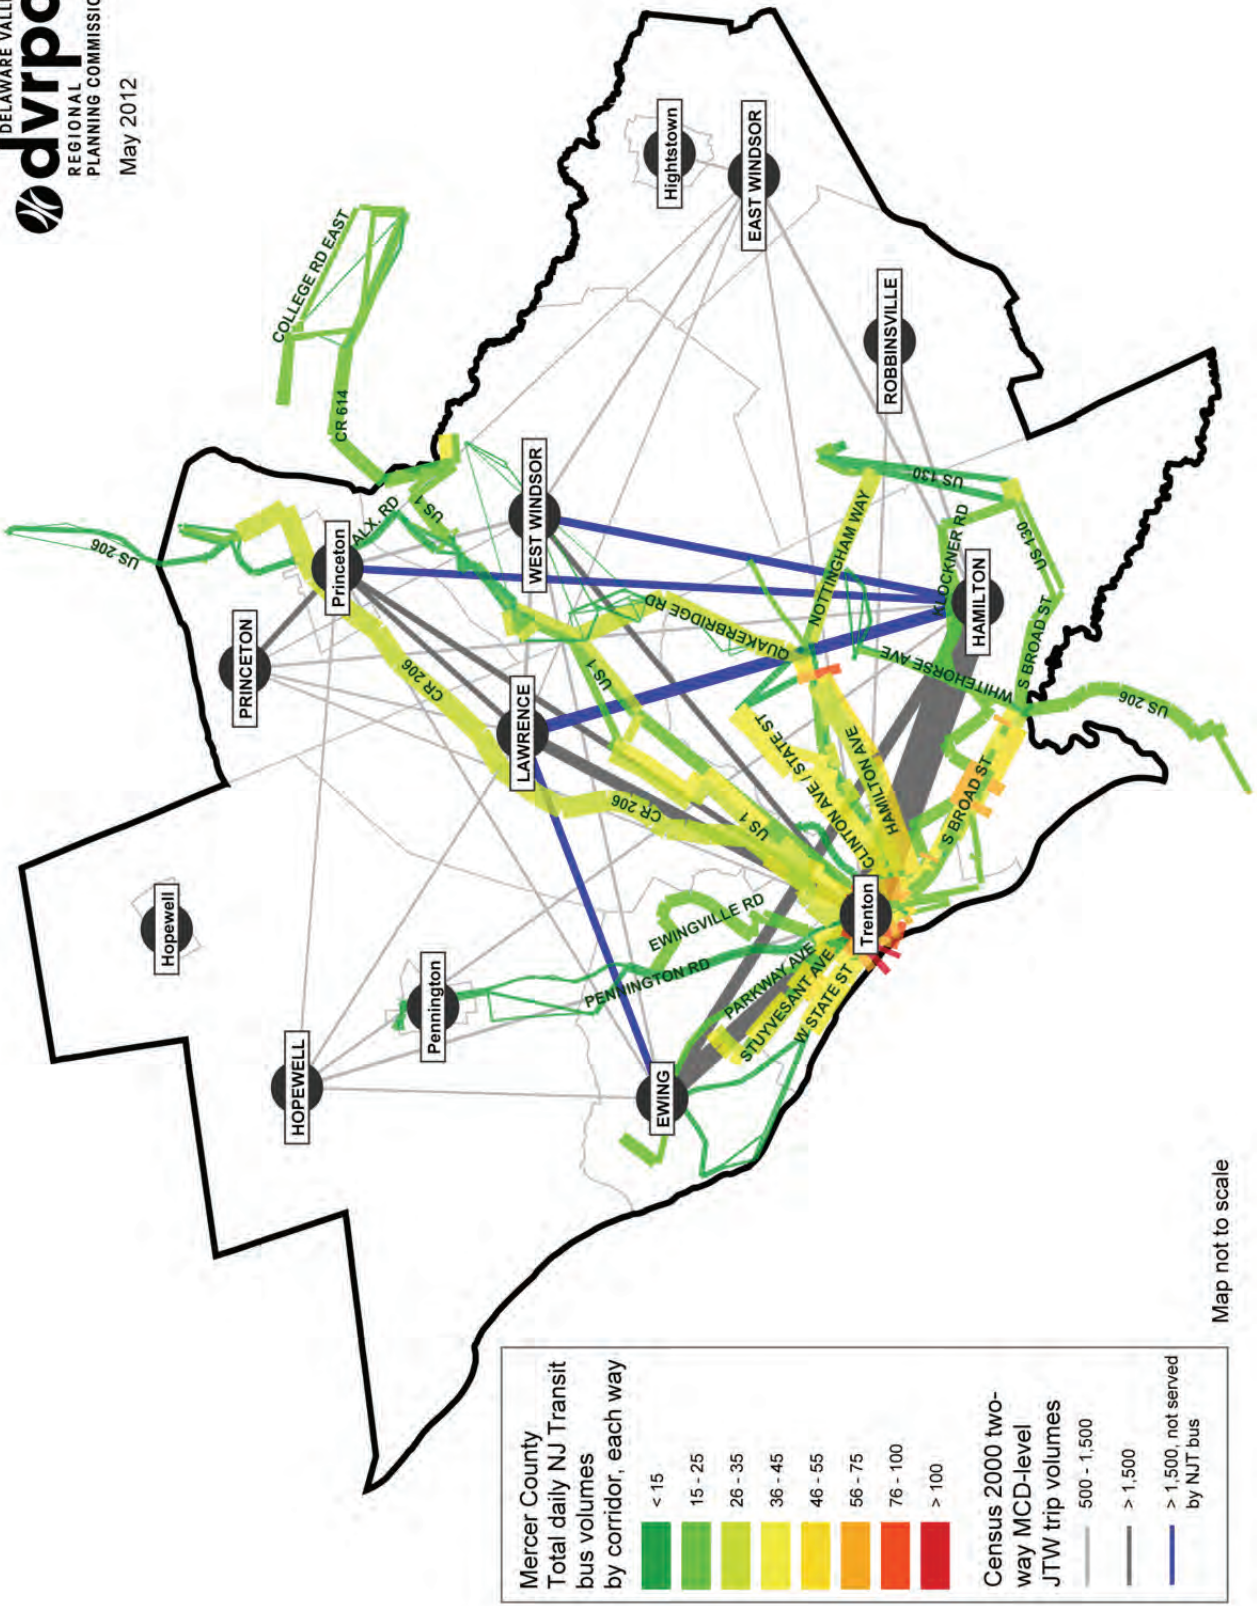 DELAWARE VALLE
dvrpc
REGIONAL
PLANNING COMMISSIO
May 2012
COLLEGE RD EAST
CR 614
US 206
ALX. RD
US 1
Hightstown
EAST WINDSOR
ROBBINSVILLE
WEST WINDSOR
Princeton
PRINCETON
CR 206
LAWRENCE
US 1
QUAKERBRIDGE RD
NOTTINGHAM WAY
US 130
KLOCKNER RD
US 130
HAMILTON
WHITEHORSE AVE
S BROAD ST
US 206
CR 206
US 1
CLINTON AVE / STATE ST
HAMILTON AVE
S BROAD ST
Trenton
Hopewell
HOPEWELL
Pennington
EWINGVILLE RD
PENNINGTON RD
PARKWAY AVE
STUYVESANT AVE
W STATE ST
EWING
Mercer County
Total daily NJ Transit
bus volumes
by corridor, each way
< 15
15 - 25
26 - 35
36 - 45
46 - 55
56 - 75
76 - 100
> 100
Census 2000 two-
way MCD-level
JTW trip volumes
500 - 1,500
> 1,500
> 1,500, not served
by NJT bus
Map not to scale